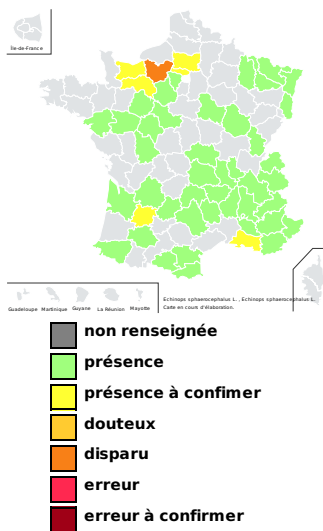 Île-de-France
Guadeloupe Martinique Guyane La Réunion Mayotte
Echinops sphaerocephalus L. , Echinops sphaerocephalus L.
Carte en cours d'élaboration.
non renseignée
présence
présence à confimer
douteux
disparu
erreur
erreur à confirmer